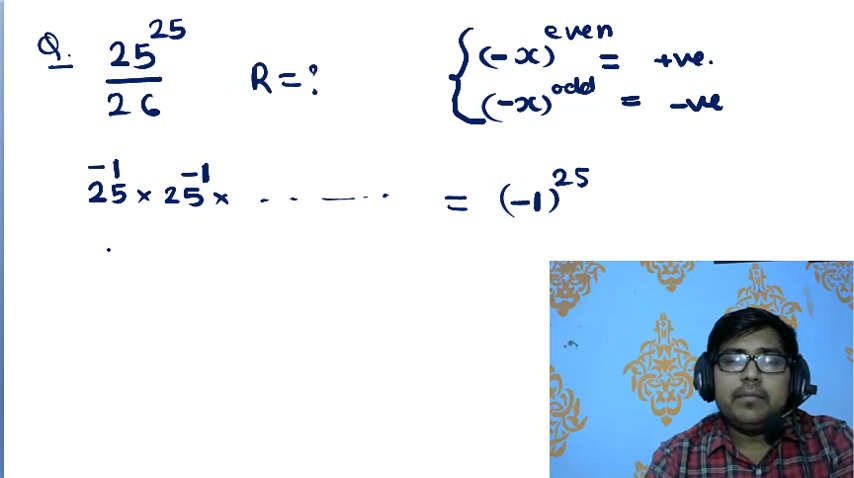 Q. 25^25 / 26 R = ?
(-x)^even = +ve.
(-x)^odd = -ve
-1 -1
25 × 25 × .. —.. = (-1)^25